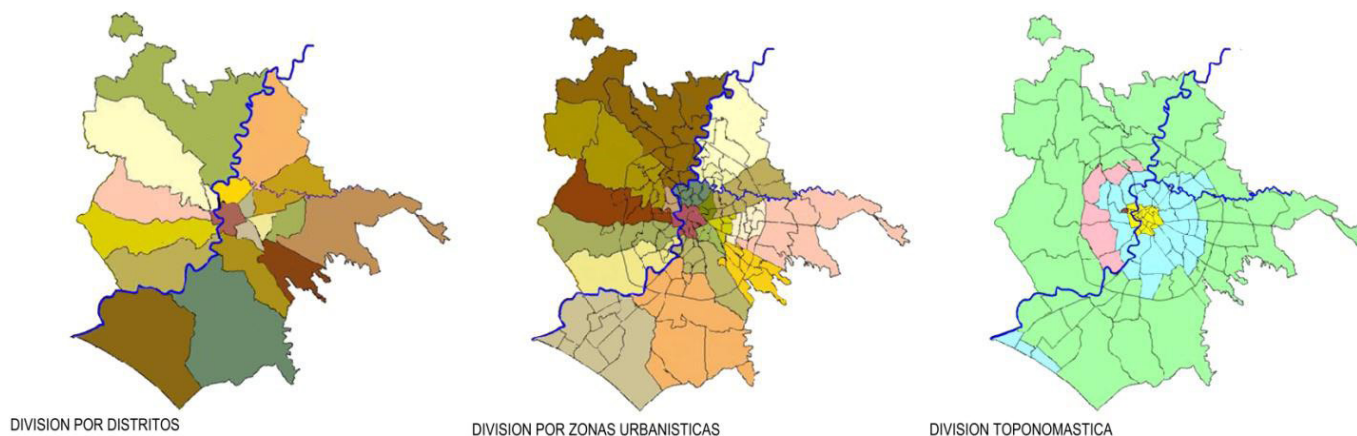 DIVISION POR DISTRITOS
DIVISION POR ZONAS URBANISTICAS
DIVISION TOPONOMASTICA